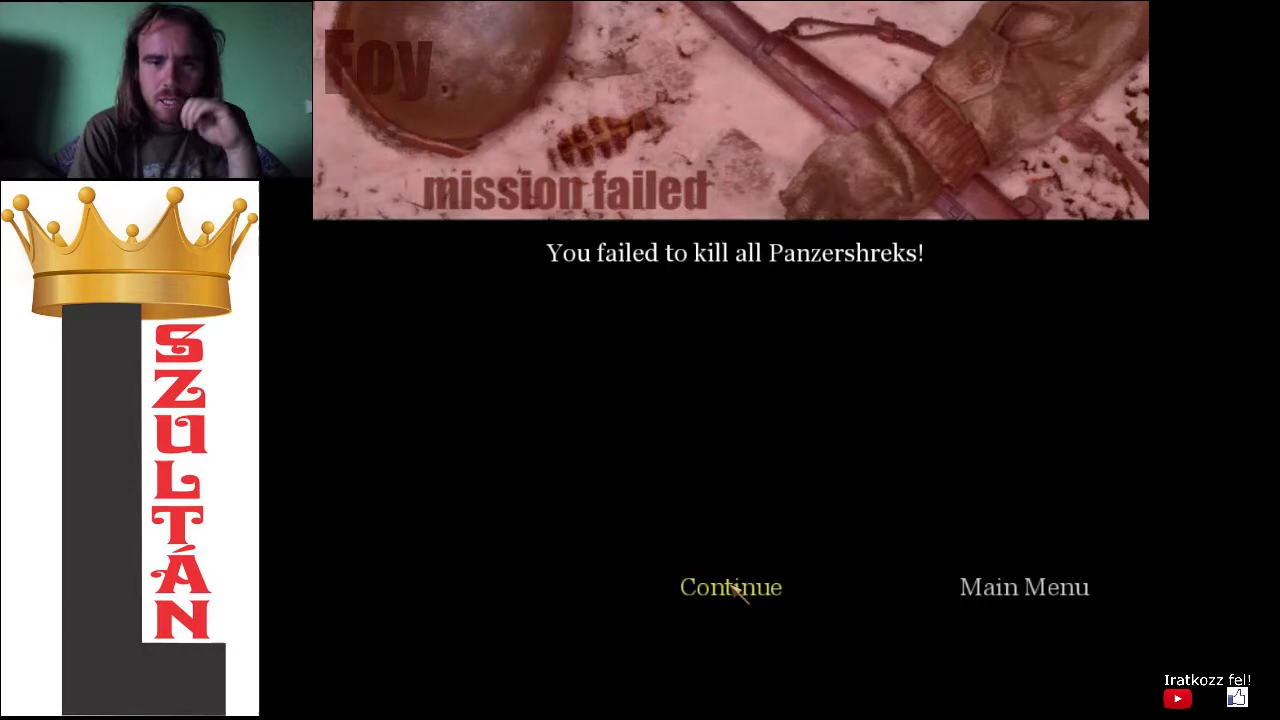 Foy
mission failed
You failed to kill all Panzershreks!
Continue
Main Menu
L
SZULTÁN
Iratkozz fel!